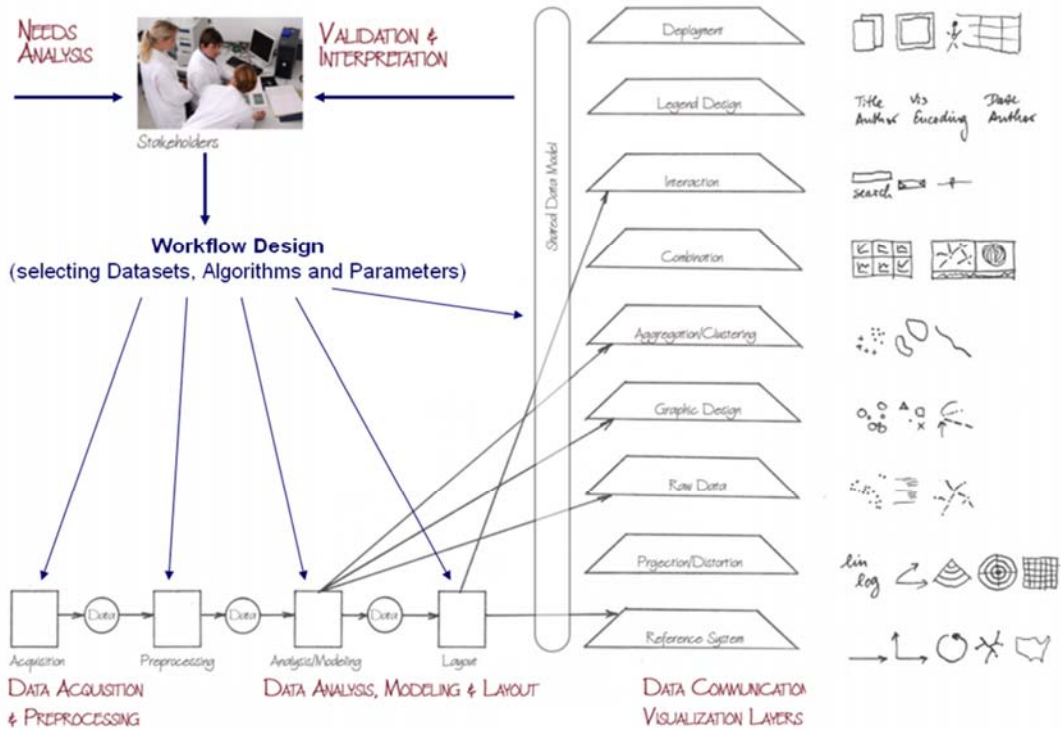 NEEDS
ANALYSIS
VALIDATION &
INTERPRETATION
Stakeholders
Workflow Design
(selecting Datasets, Algorithms and Parameters)
Shared Data Model
Deployment
Legend Design
Title Vis Date
Author Encoding Author
Interaction
search
Combination
Aggregation/Clustering
Graphic Design
Raw Data
Projection/Distortion
lin
log
Reference System
Data
Data
Data
Acquisition
Preprocessing
Analysis/Modeling
Layout
DATA ACQUISITION
& PREPROCESSING
DATA ANALYSIS, MODELING & LAYOUT
DATA COMMUNICATION
VISUALIZATION LAYERS